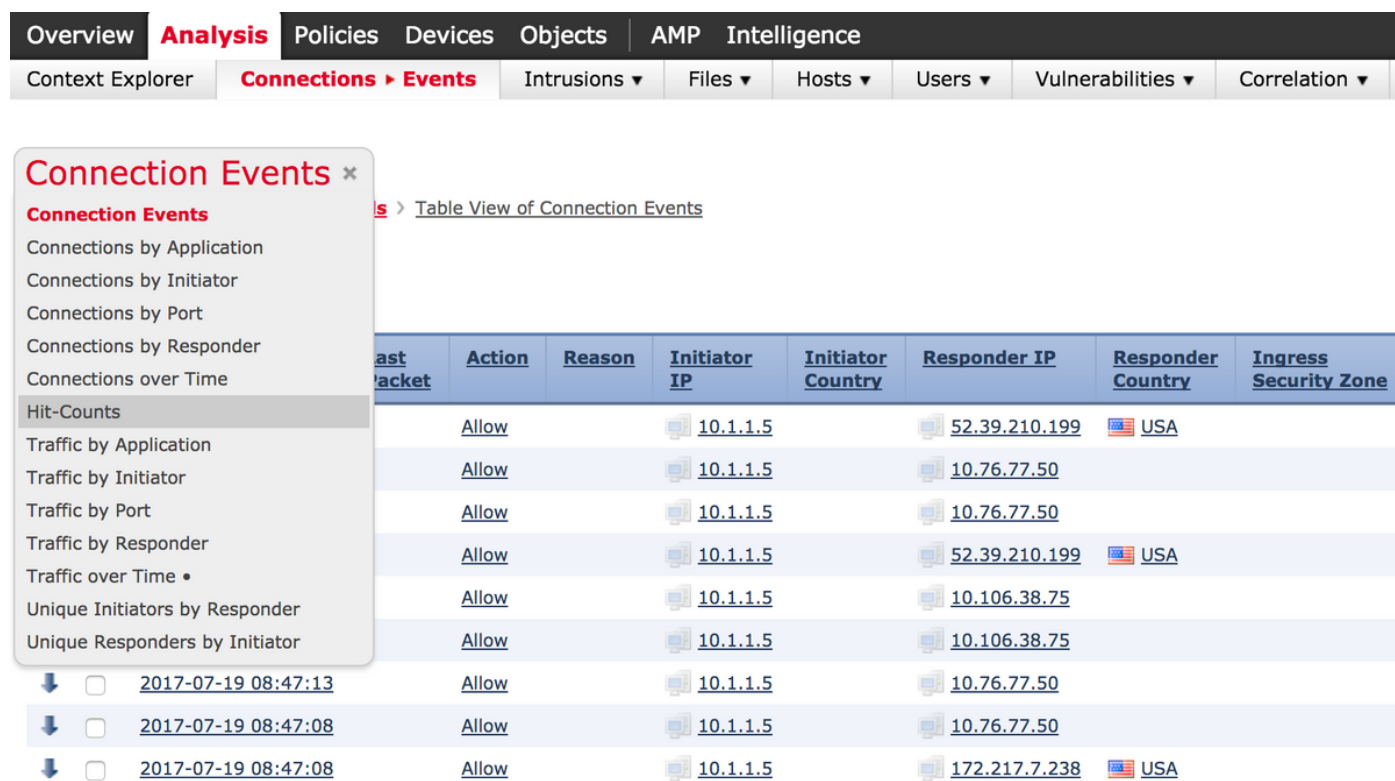 Overview Analysis Policies Devices Objects AMP Intelligence
Context Explorer Connections ▸ Events Intrusions ▾ Files ▾ Hosts ▾ Users ▾ Vulnerabilities ▾ Correlation ▾
Connection Events ×
Connection Events
ls > Table View of Connection Events
Connections by Application
Connections by Initiator
Connections by Port
Connections by Responder
Connections over Time
Hit-Counts
Traffic by Application
Traffic by Initiator
Traffic by Port
Traffic by Responder
Traffic over Time •
Unique Initiators by Responder
Unique Responders by Initiator
ast Action Reason Initiator Initiator Responder IP Responder Ingress
acket IP Country Country Security Zone
Allow 10.1.1.5 52.39.210.199 USA
Allow 10.1.1.5 10.76.77.50
Allow 10.1.1.5 10.76.77.50
Allow 10.1.1.5 52.39.210.199 USA
Allow 10.1.1.5 10.106.38.75
Allow 10.1.1.5 10.106.38.75
2017-07-19 08:47:13 Allow 10.1.1.5 10.76.77.50
2017-07-19 08:47:08 Allow 10.1.1.5 10.76.77.50
2017-07-19 08:47:08 Allow 10.1.1.5 172.217.7.238 USA